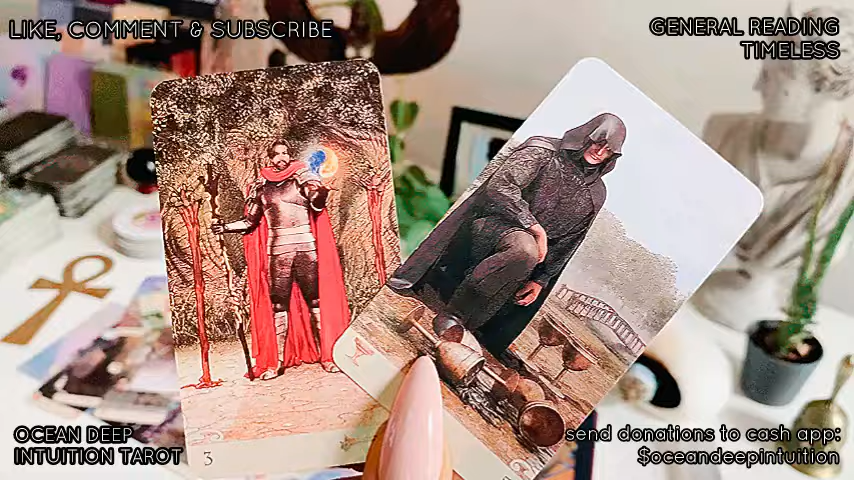 LIKE, COMMENT & SUBSCRIBE
GENERAL READING
TIMELESS
3
OCEAN DEEP
INTUITION TAROT
send donations to cash app:
$oceandeepintuition